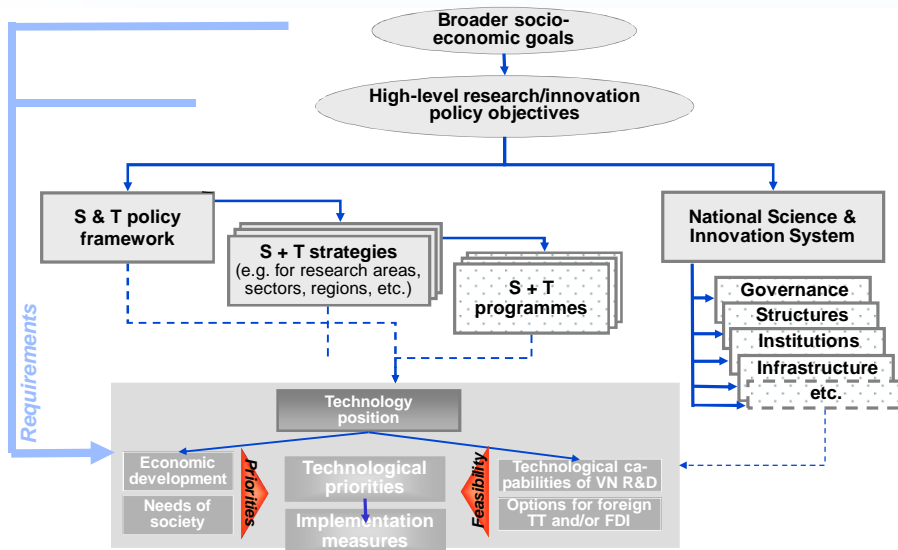 Broader socio-
economic goals
High-level research/innovation
policy objectives
S & T policy
framework
S + T strategies
(e.g. for research areas,
sectors, regions, etc.)
S + T
programmes
National Science &
Innovation System
Governance
Structures
Institutions
Infrastructure
etc.
Requirements
Technology
position
Economic
development
Needs of
society
Priorities
Technological
priorities
Implementation
measures
Feasibility
Technological ca-
pabilities of VN R&D
Options for foreign
TT and/or FDI